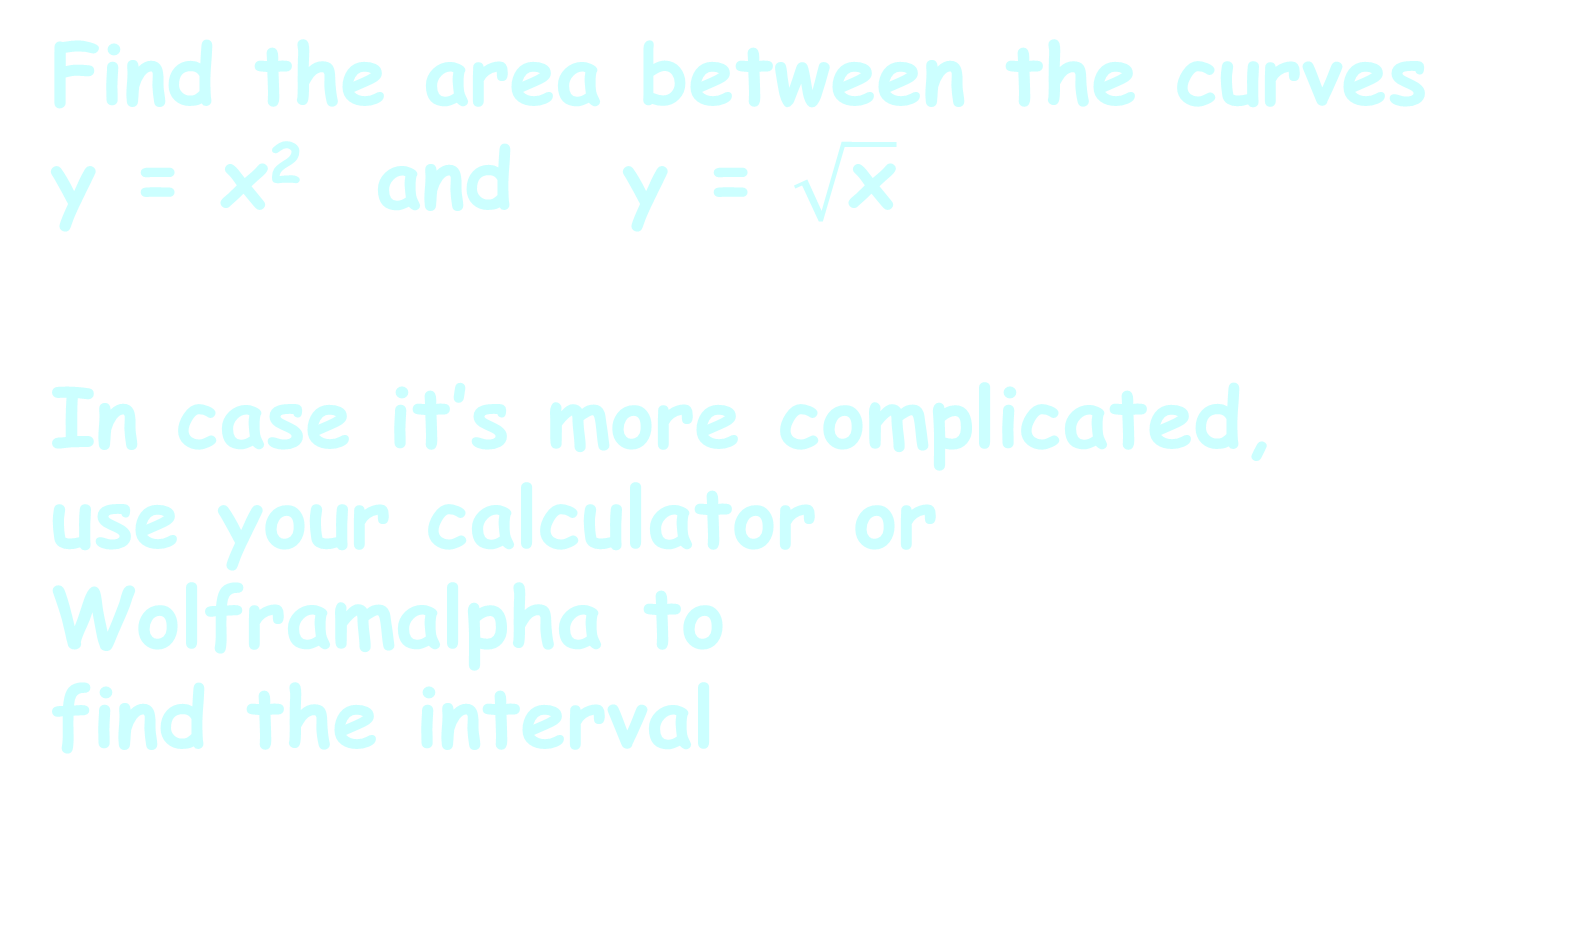 Find the area between the curves
y = x² and y = √x
In case it’s more complicated,
use your calculator or
Wolframalpha to
find the interval